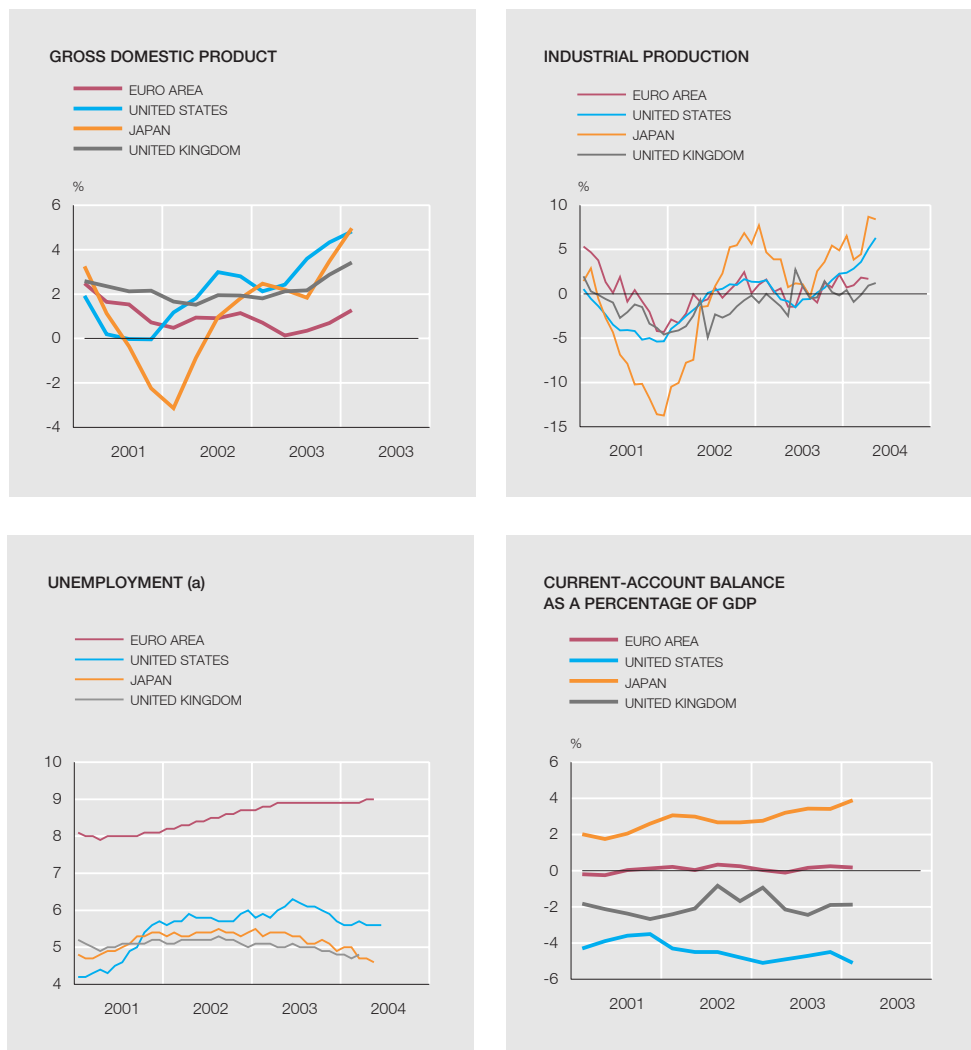 GROSS DOMESTIC PRODUCT
EURO AREA
UNITED STATES
JAPAN
UNITED KINGDOM
%
6
4
2
0
-2
-4
2001 2002 2003 2003
INDUSTRIAL PRODUCTION
EURO AREA
UNITED STATES
JAPAN
UNITED KINGDOM
%
10
5
0
-5
-10
-15
2001 2002 2003 2004
UNEMPLOYMENT (a)
EURO AREA
UNITED STATES
JAPAN
UNITED KINGDOM
10
9
8
7
6
5
4
2001 2002 2003 2004
CURRENT-ACCOUNT BALANCE
AS A PERCENTAGE OF GDP
EURO AREA
UNITED STATES
JAPAN
UNITED KINGDOM
%
6
4
2
0
-2
-4
-6
2001 2002 2003 2003